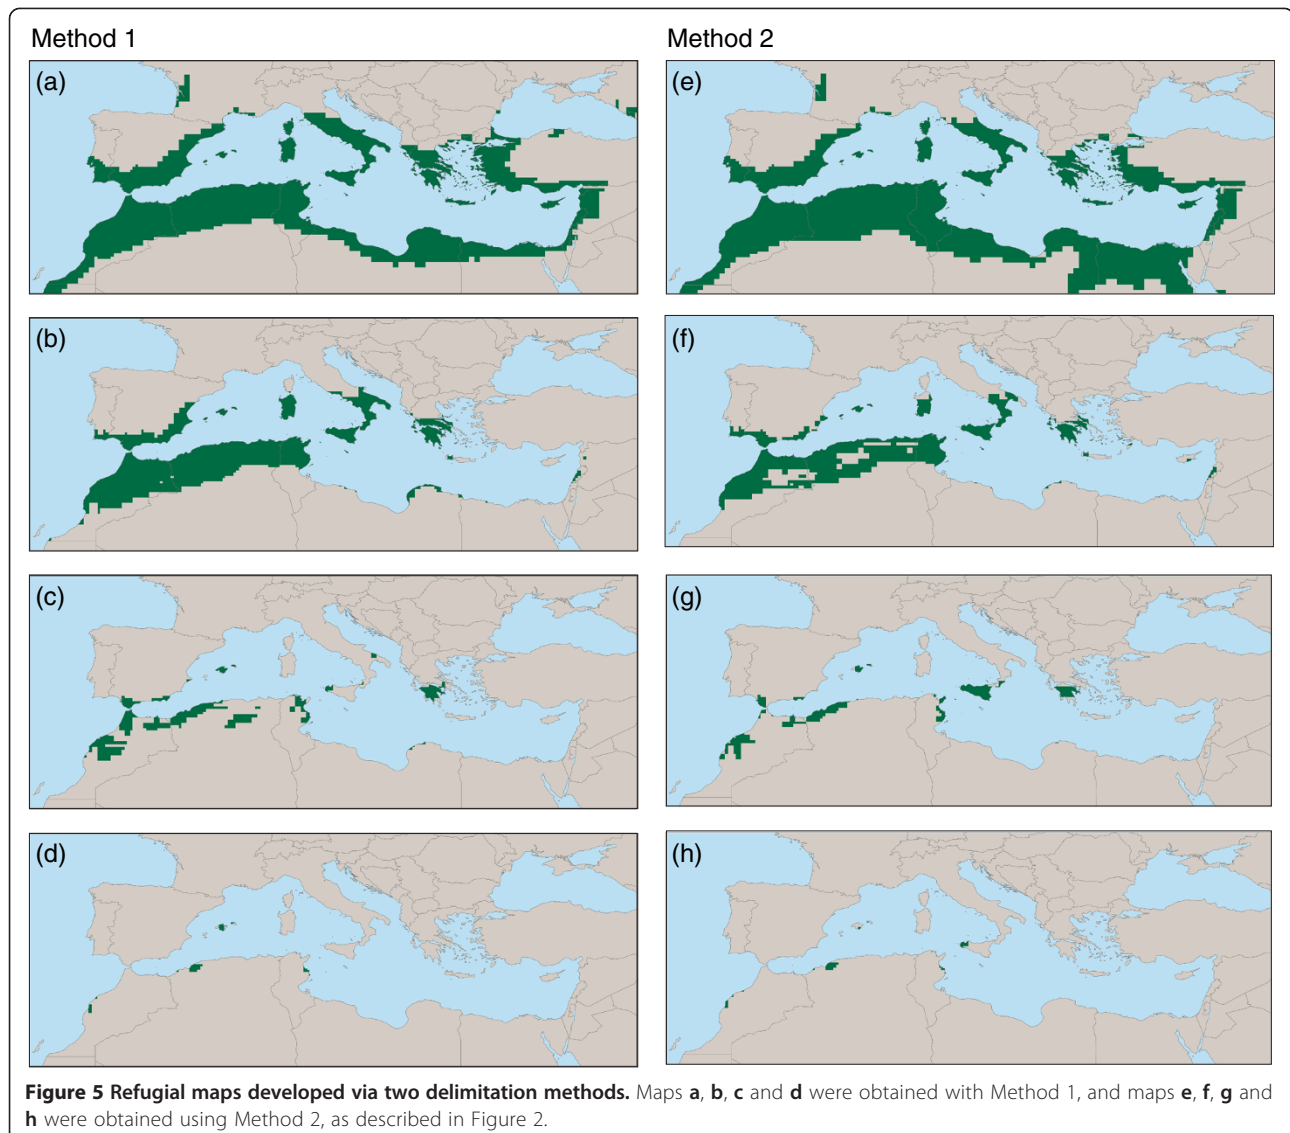 Method 1
Method 2
(a)
(e)
(b)
(f)
(c)
(g)
(d)
(h)
Figure 5 Refugial maps developed via two delimitation methods. Maps a, b, c and d were obtained with Method 1, and maps e, f, g and
h were obtained using Method 2, as described in Figure 2.